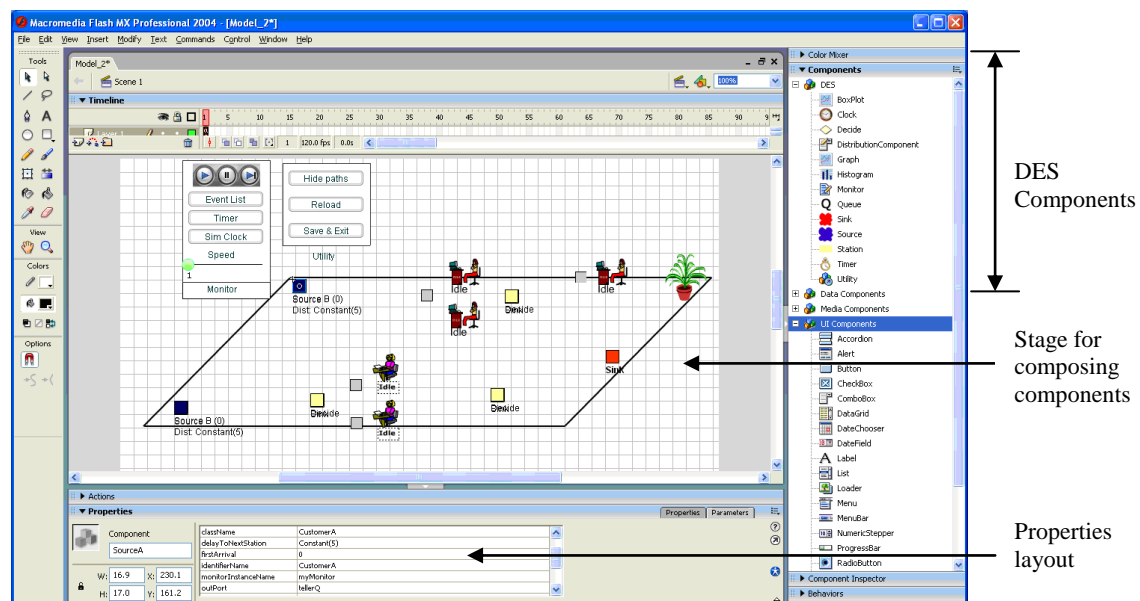 Macromedia Flash MX Professional 2004 - [Model_2*]
File Edit View Insert Modify Text Commands Control Window Help
Tools
View
Colors
Options
Model_2*
Scene 1
100%
Timeline
1 5 10 15 20 25 30 35 40 45 50 55 60 65 70 75 80 85 90 9
Layer 1
1 120.0 fps 0.0s
Event List
Timer
Sim Clock
Speed
1
Monitor
Hide paths
Reload
Save & Exit
Utility
Source B (0)
Dist: Constant(5)
Idle
Idle
Idle
Decide
Sink
Idle
Decide
Decide
Source B (0)
Dist: Constant(5)
Idle
Actions
Properties
Properties Parameters
Component
SourceA
W: 16.9 X: 230.1
H: 17.0 Y: 161.2
className CustomerA
delayToNextStation Constant(5)
firstArrival 0
identifierName CustomerA
monitorInstanceName myMonitor
outPort tellerQ
Color Mixer
Components
DES
BoxPlot
Clock
Decide
DistributionComponent
Graph
Histogram
Monitor
Queue
Sink
Source
Station
Timer
Utility
Data Components
Media Components
UI Components
Accordion
Alert
Button
CheckBox
ComboBox
DataGrid
DateChooser
DateField
Label
List
Loader
Menu
MenuBar
NumericStepper
ProgressBar
RadioButton
Component Inspector
Behaviors
DES
Components
Stage for
composing
components
Properties
layout